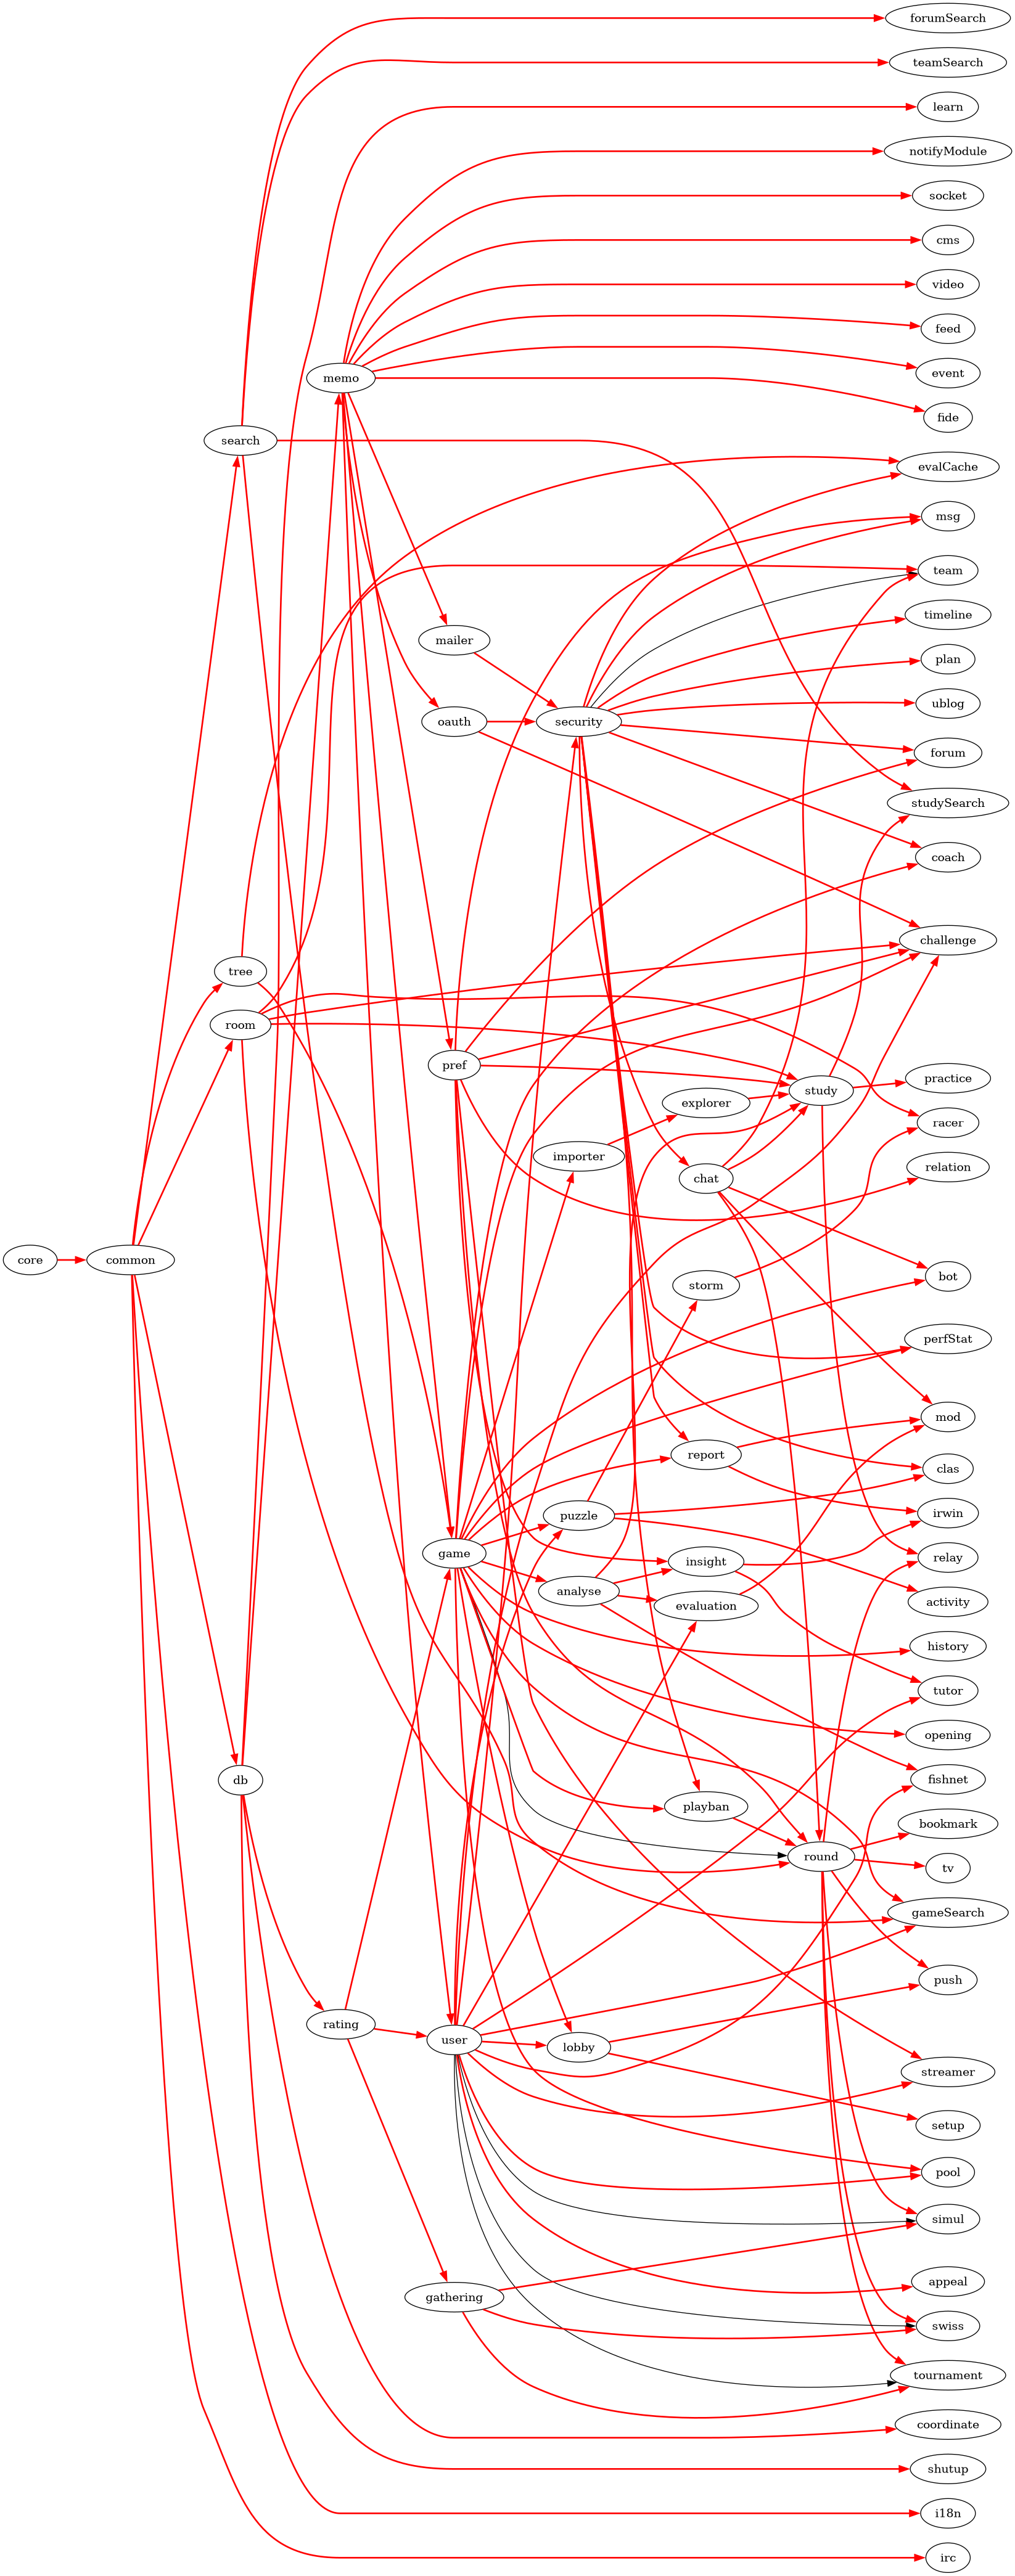 forumSearch
teamSearch
learn
notifyModule
socket
cms
video
feed
event
memo
fide
search
evalCache
msg
team
timeline
mailer
plan
ublog
oauth
security
forum
studySearch
coach
challenge
tree
room
pref
practice
study
explorer
racer
importer
relation
chat
core
common
bot
storm
perfStat
mod
report
clas
puzzle
irwin
game
relay
insight
analyse
activity
evaluation
history
tutor
opening
db
fishnet
playban
bookmark
round
tv
gameSearch
push
rating
user
lobby
streamer
setup
pool
simul
appeal
gathering
swiss
tournament
coordinate
shutup
i18n
irc